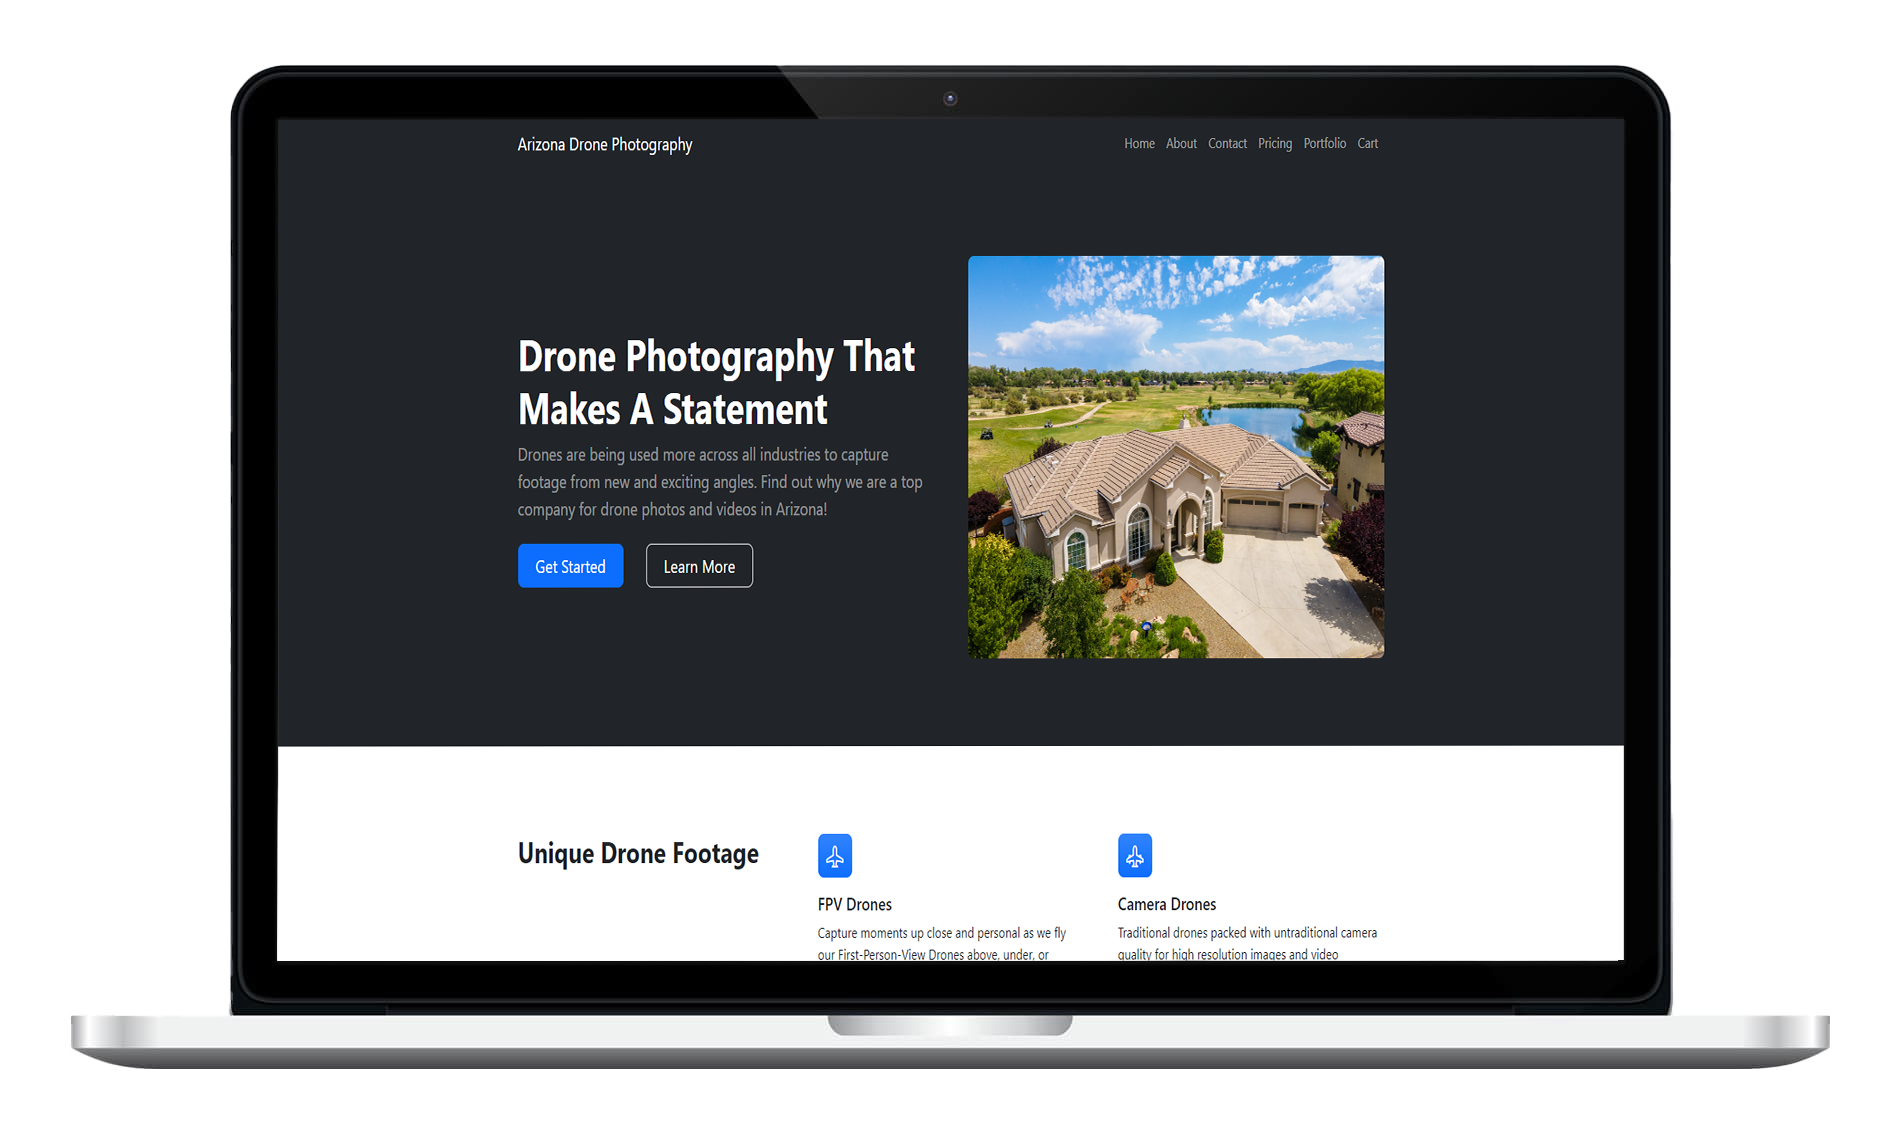 Arizona Drone Photography
Home About Contact Pricing Portfolio Cart
Drone Photography That
Makes A Statement
Drones are being used more across all industries to capture
footage from new and exciting angles. Find out why we are a top
company for drone photos and videos in Arizona!
Get Started Learn More
Unique Drone Footage
FPV Drones
Capture moments up close and personal as we fly
our First-Person-View Drones above, under, or
Camera Drones
Traditional drones packed with untraditional camera
quality for high resolution images and video